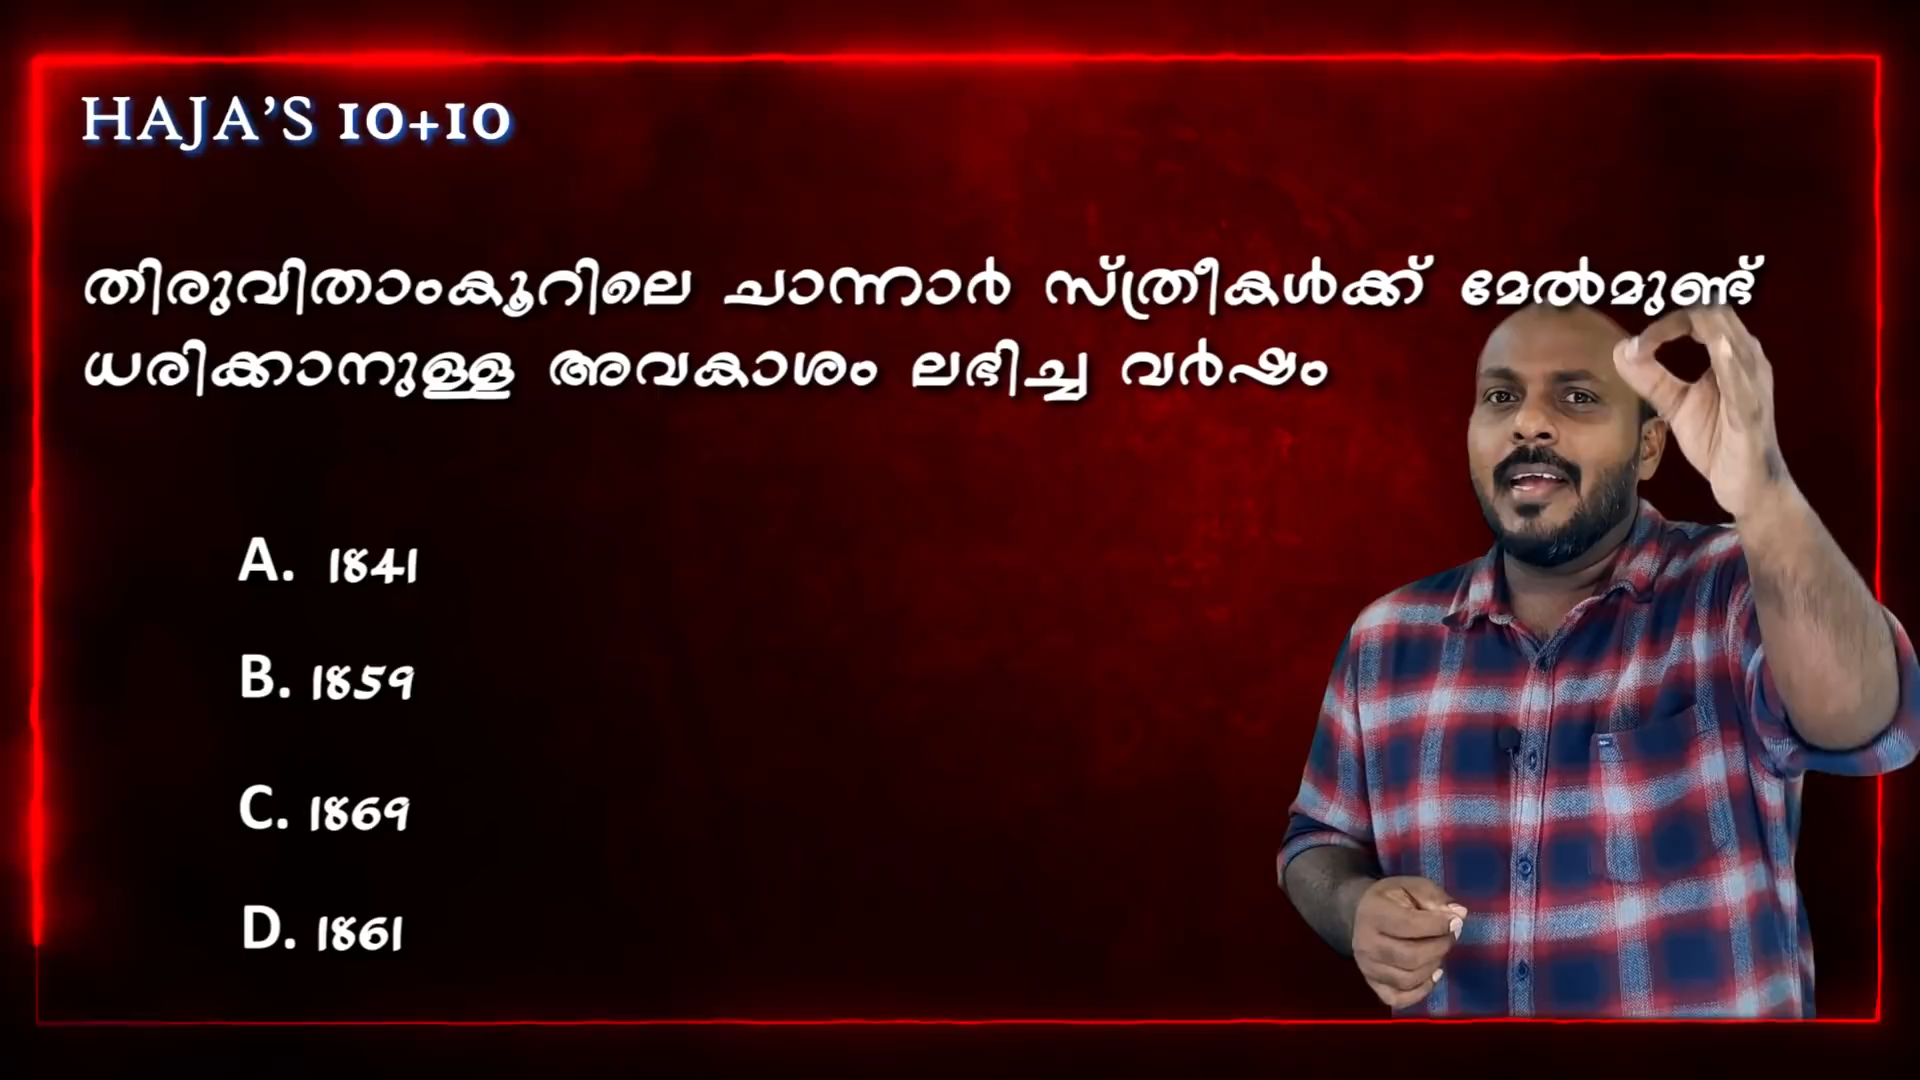 HAJA'S 10+10
തിരുവിതാംകൂറിലെ ചാന്നാർ സ്ത്രീകൾക്ക് മേൽമുണ്ട്
ധരിക്കാനുള്ള അവകാശം ലഭിച്ച വർഷം
A. 1841
B. 1859
C. 1869
D. 1861